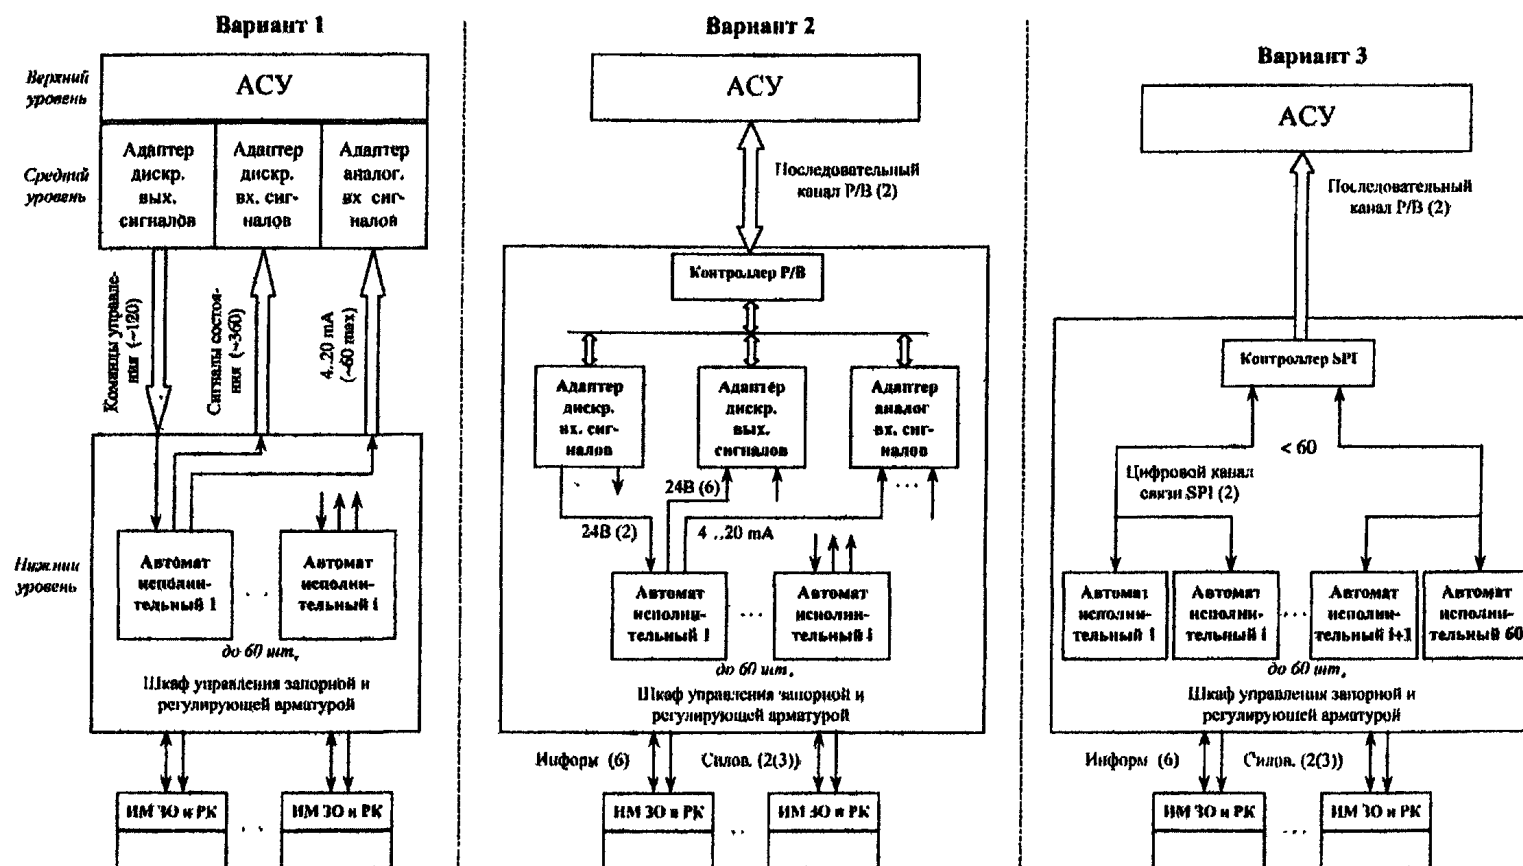 Вариант 1
Верхний
уровень
АСУ
Средний
уровень
Адаптер
дискр.
вых.
сигналов
Адаптер
дискр.
вх. сиг-
налов
Адаптер
аналог.
вх сиг-
налов
Команды управле-
ния (~120)
Сигналы состоя-
ния (~360)
4..20 mA
(~60 max)
Нижний
уровень
Автомат
исполни-
тельный 1
. .
Автомат
исполни-
тельный i
до 60 шт.
Шкаф управления запорной и
регулирующей арматурой
ИМ ЗО и РК
. . .
ИМ ЗО и РК
Вариант 2
АСУ
Последовательный
канал P/B (2)
Контроллер P/B
Адаптер
дискр.
вх. сиг-
налов
Адаптер
дискр.
вых.
сигналов
Адаптер
аналог
вх. сиг-
налов
24В (6)
...
24В (2)
4 ..20 mA
Автомат
исполни-
тельный 1
...
Автомат
исполни-
тельный i
до 60 шт.
Шкаф управления запорной и
регулирующей арматурой
Информ (6)
Силов. (2(3))
ИМ ЗО и РК
..
ИМ ЗО и РК
Вариант 3
АСУ
Последовательный
канал P/B (2)
Контроллер SPI
< 60
Цифровой канал
связи SPI (2)
Автомат
исполни-
тельный 1
Автомат
исполни-
тельный i
...
Автомат
исполни-
тельный i+1
Автомат
исполни-
тельный 60
до 60 шт.
Шкаф управления запорной и
регулирующей арматурой
Информ (6)
Силов. (2(3))
ИМ ЗО и РК
...
ИМ ЗО и РК